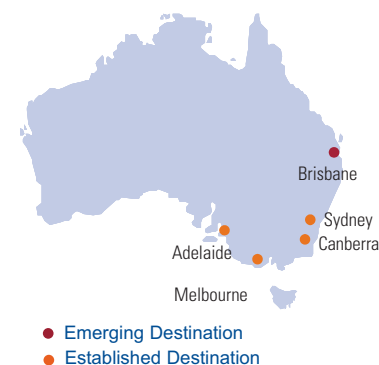 Brisbane
Sydney
Canberra
Adelaide
Melbourne
Emerging Destination
Established Destination